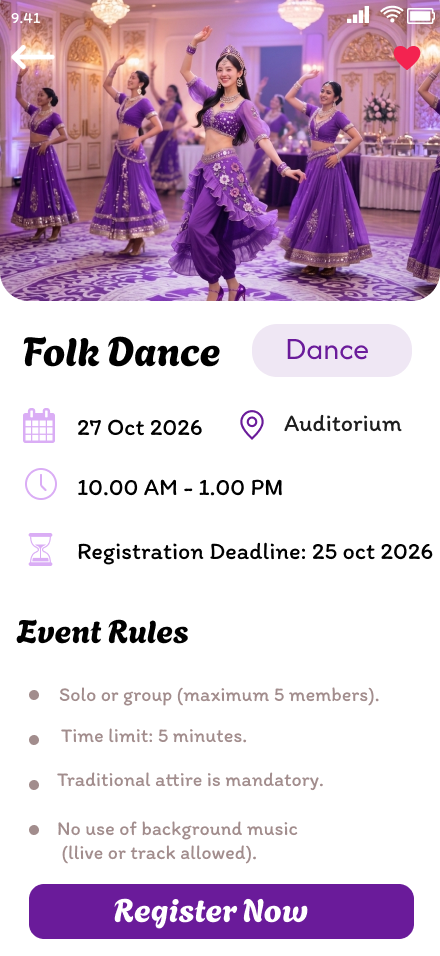 9.41
Folk Dance
Dance
27 Oct 2026
Auditorium
10.00 AM - 1.00 PM
Registration Deadline: 25 oct 2026
Event Rules
Solo or group (maximum 5 members).
Time limit: 5 minutes.
Traditional attire is mandatory.
No use of background music
(llive or track allowed).
Register Now